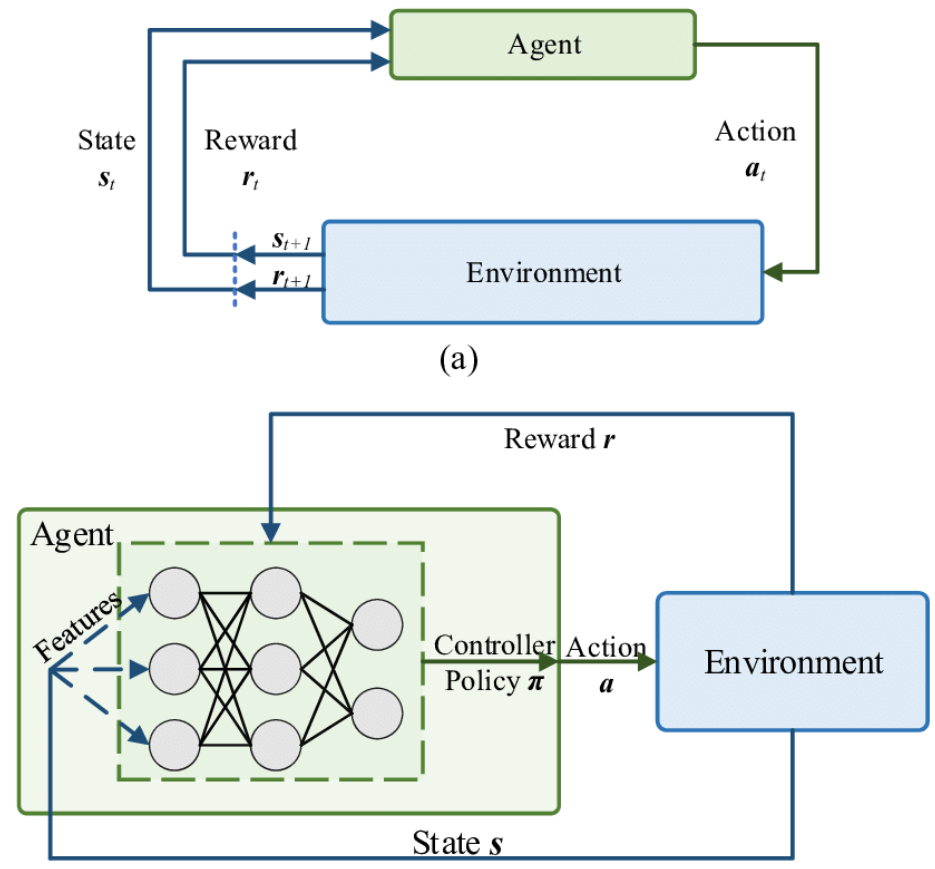 Agent
State
s_t
Reward
r_t
Action
a_t
s_{t+1}
r_{t+1}
Environment
(a)
Reward r
Agent
Features
Controller
Policy π
Action
a
Environment
State s